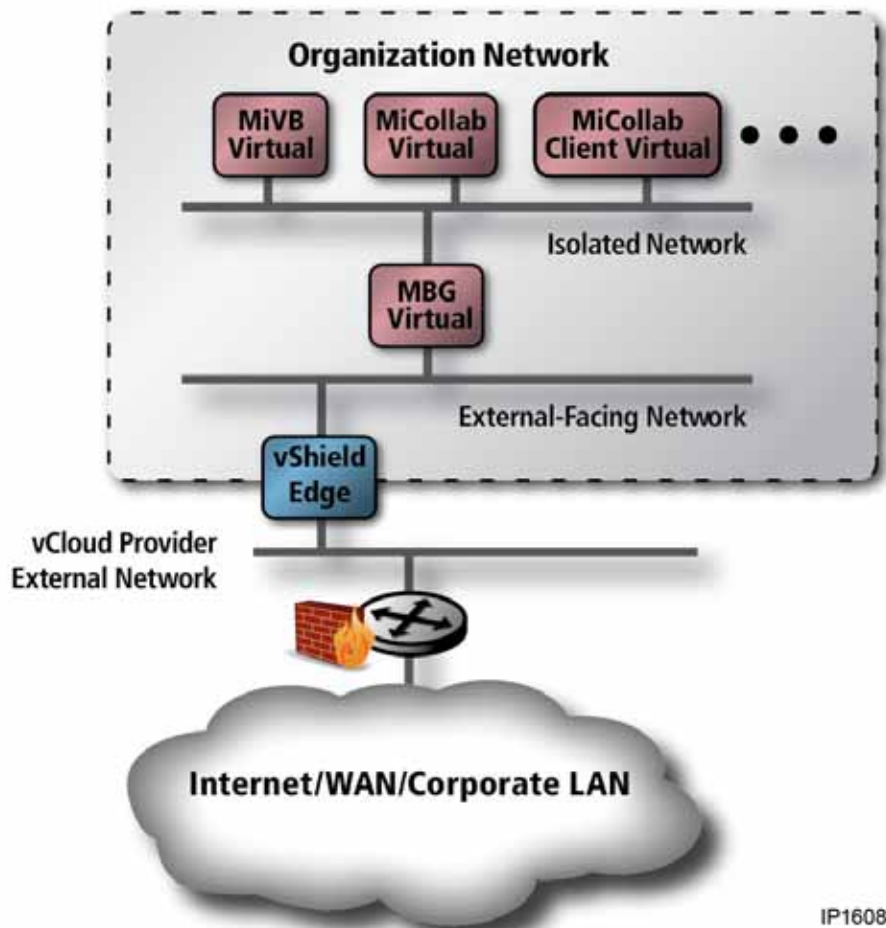 Organization Network
MiVB
Virtual
MiCollab
Virtual
MiCollab
Client Virtual
Isolated Network
MBG
Virtual
External-Facing Network
vShield
Edge
vCloud Provider
External Network
Internet/WAN/Corporate LAN
IP1608